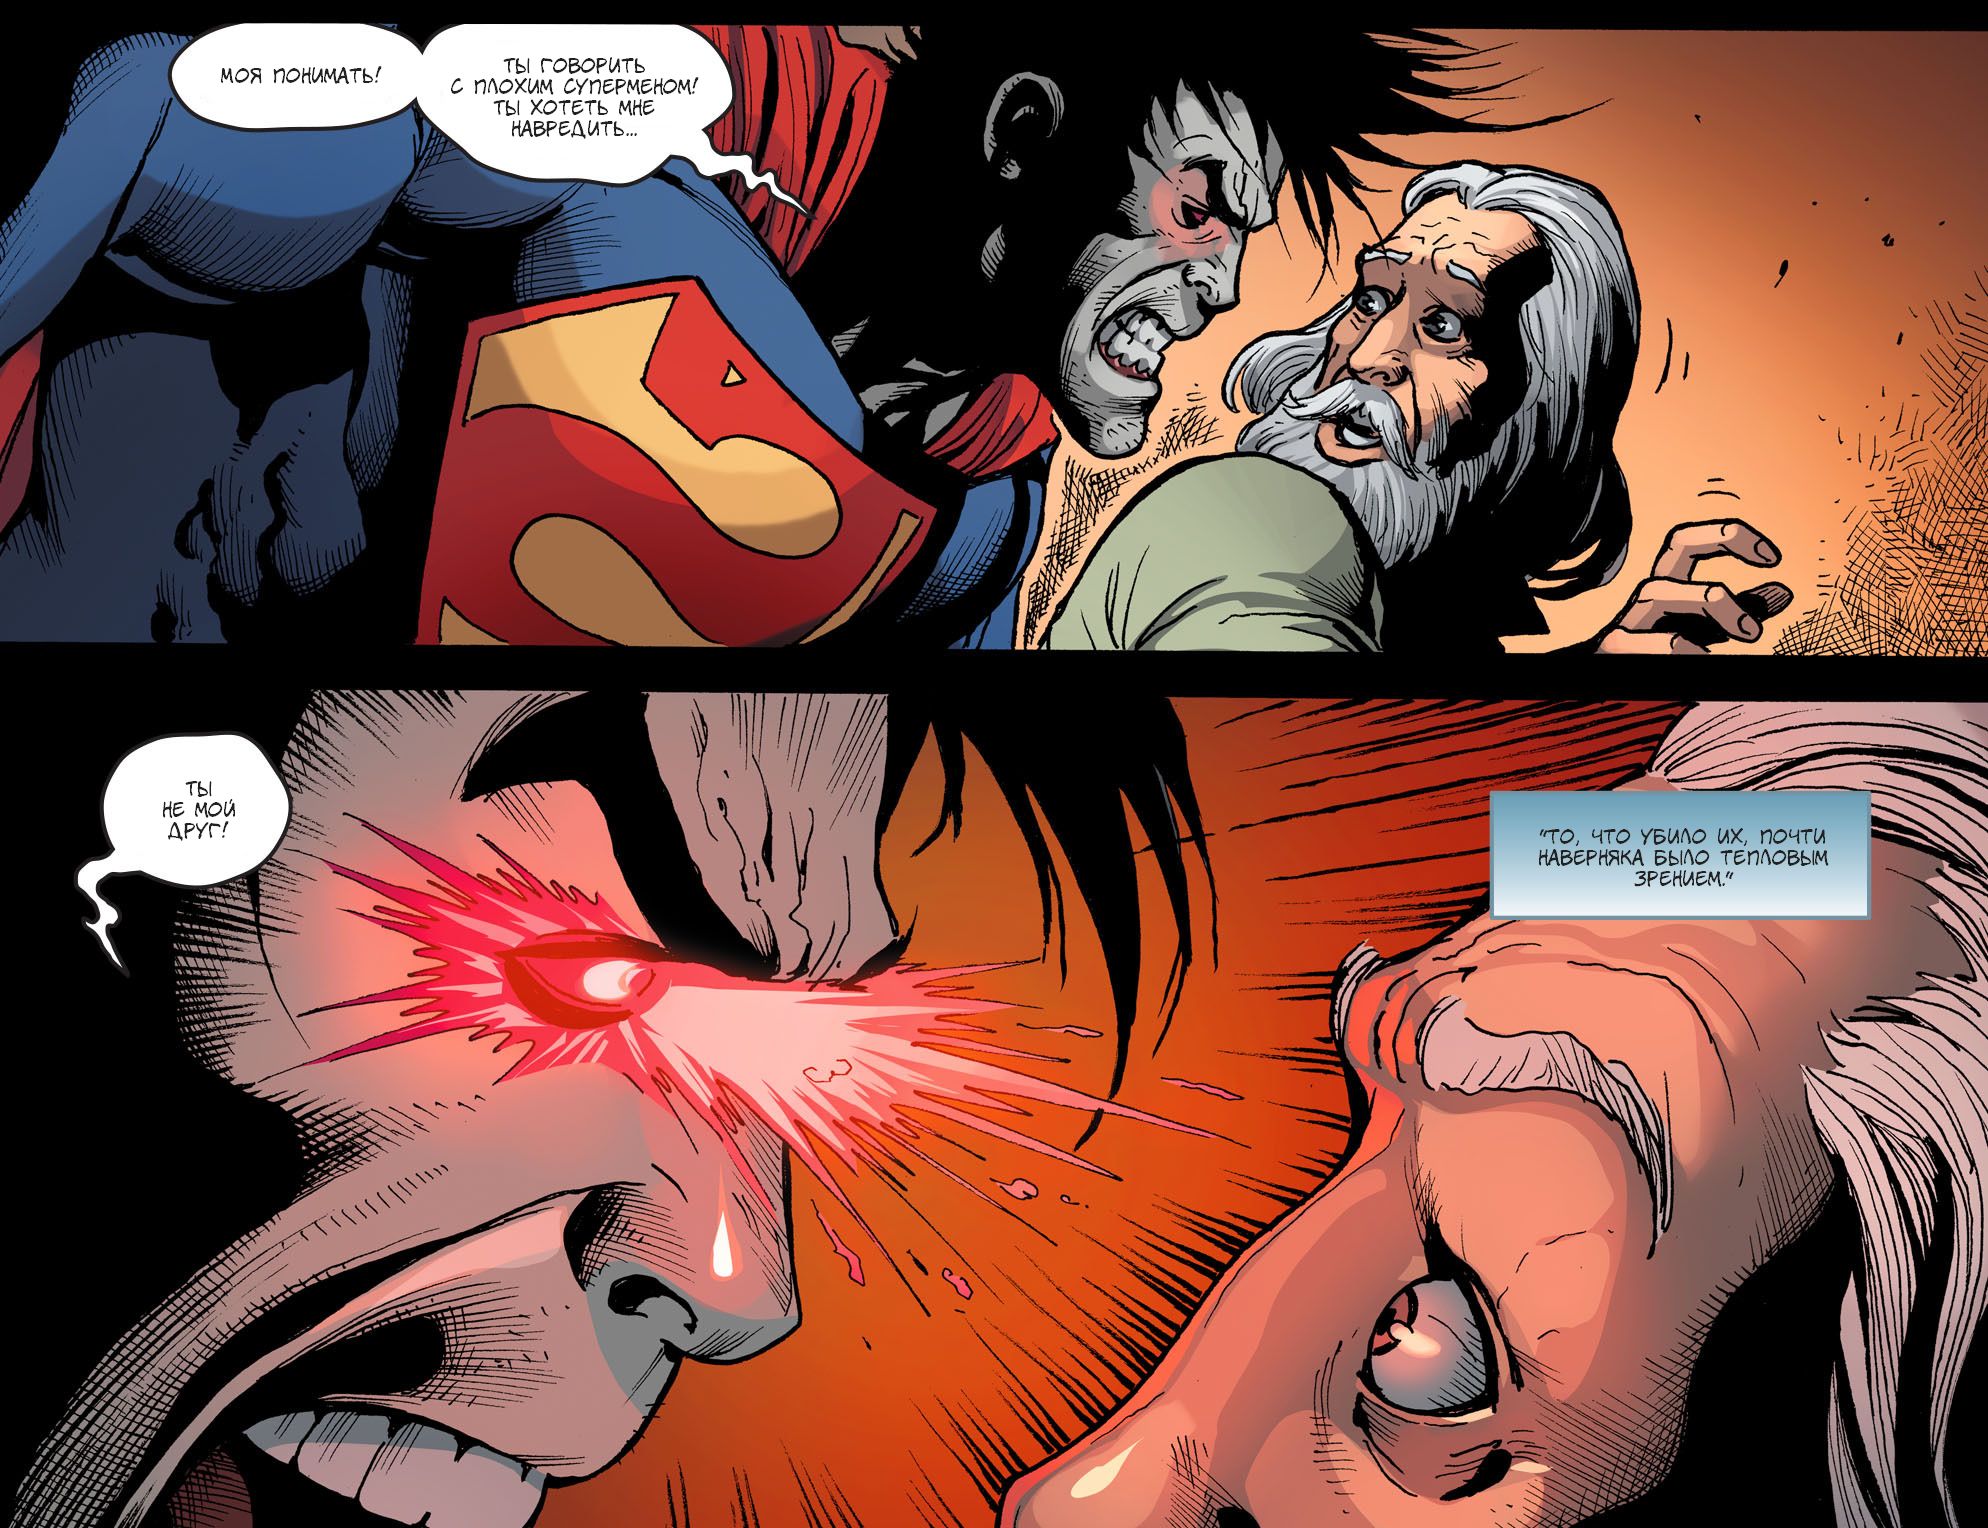 МОЯ ПОНИМАТЬ!
ТЫ ГОВОРИТЬ
С ПЛОХИМ СУПЕРМЕНОМ!
ТЫ ХОТЕТЬ МНЕ
НАВРЕДИТЬ...
ТЫ
НЕ МОЙ
ДРУГ!
"ТО, ЧТО УБИЛО ИХ, ПОЧТИ
НАВЕРНЯКА БЫЛО ТЕПЛОВЫМ
ЗРЕНИЕМ."